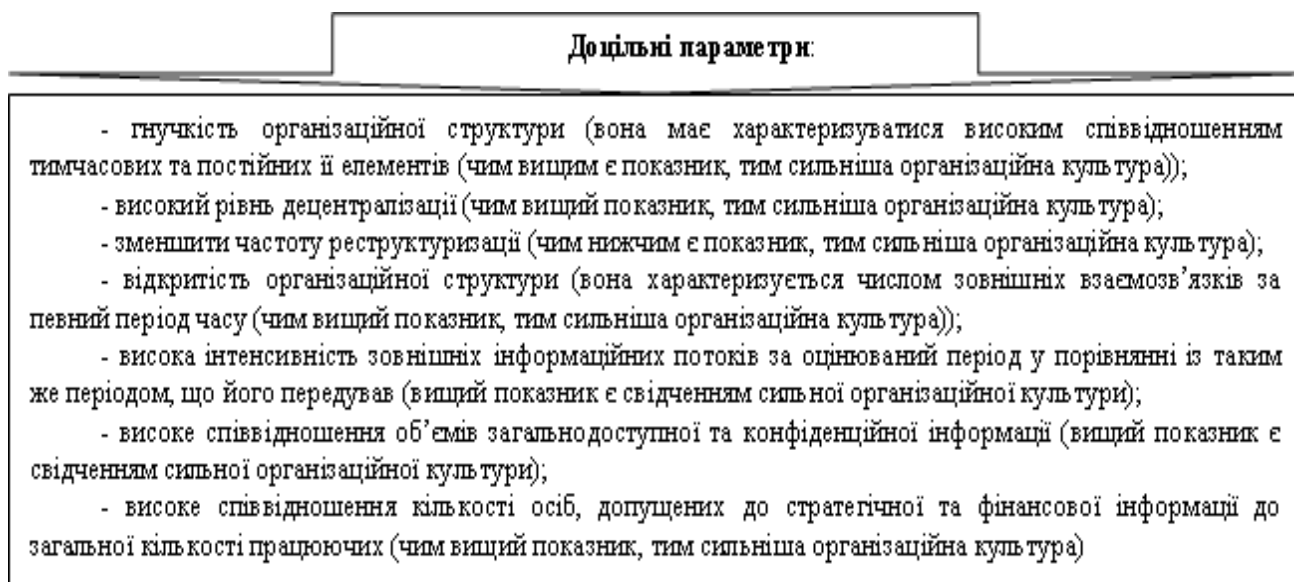 Доцільні параметри:
- гнучкість організаційної структури (вона має характеризуватися високим співвідношенням
тимчасових та постійних її елементів (чим вищим є показник, тим сильніша організаційна культура));
- високий рівнь децентралізації (чим вищий показник, тим сильніша організаційна культура);
- зменшити частоту реструктуризації (чим нижчим є показник, тим сильніша організаційна культура);
- відкритість організаційної структури (вона характеризується числом зовнішніх взаємозв’язків за
певний період часу (чим вищий показник, тим сильніша організаційна культура));
- висока інтенсивність зовнішніх інформаційних потоків за оцінюваний період у порівнянні із таким
же періодом, що його передував (вищий показник є свідченням сильної організаційної культури);
- високе співвідношення об’ємів загальнодоступної та конфіденційної інформації (вищий показник є
свідченням сильної організаційної культури);
- високе співвідношення кількості осіб, допущених до стратегічної та фінансової інформації до
загальної кількості працюючих (чим вищий показник, тим сильніша організаційна культура)